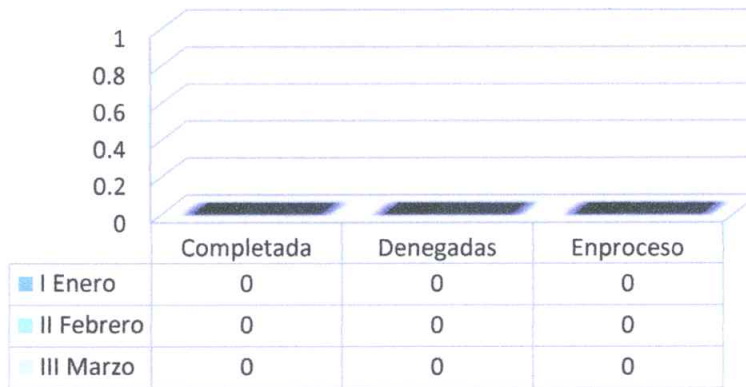 1
0.8
0.6
0.4
0.2
0
Completada Denegadas Enproceso
I Enero 0 0 0
II Febrero 0 0 0
III Marzo 0 0 0